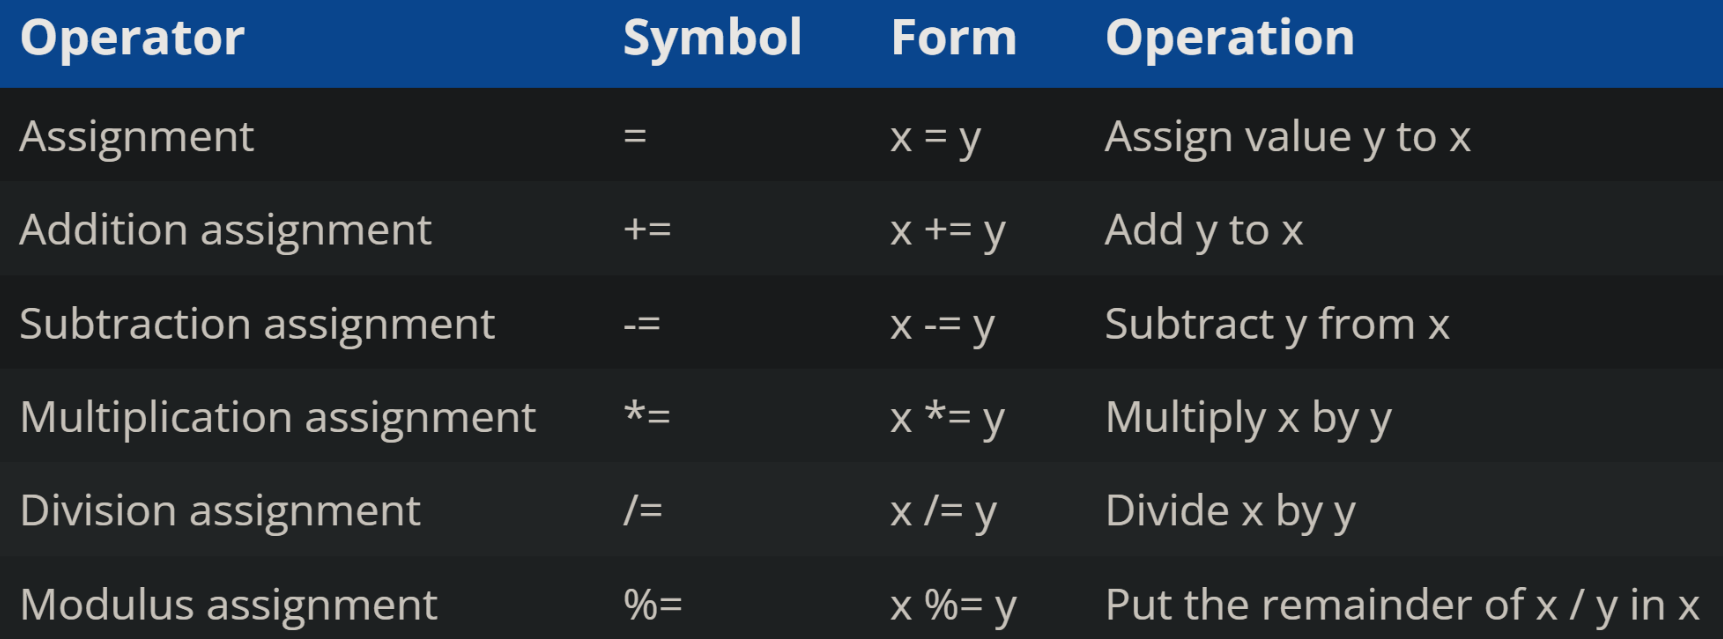 Operator Symbol Form Operation
Assignment = x = y Assign value y to x
Addition assignment += x += y Add y to x
Subtraction assignment -= x -= y Subtract y from x
Multiplication assignment *= x *= y Multiply x by y
Division assignment /= x /= y Divide x by y
Modulus assignment %= x %= y Put the remainder of x / y in x